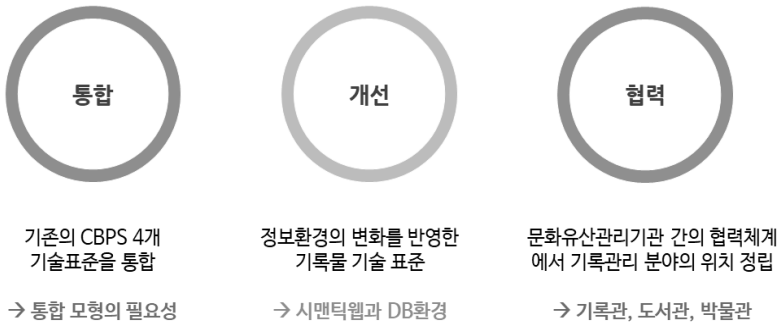 통합
개선
협력
기존의 CBPS 4개
기술표준을 통합
→ 통합 모형의 필요성
정보환경의 변화를 반영한
기록물 기술 표준
→ 시맨틱웹과 DB환경
문화유산관리기관 간의 협력체계
에서 기록관리 분야의 위치 정립
→ 기록관, 도서관, 박물관